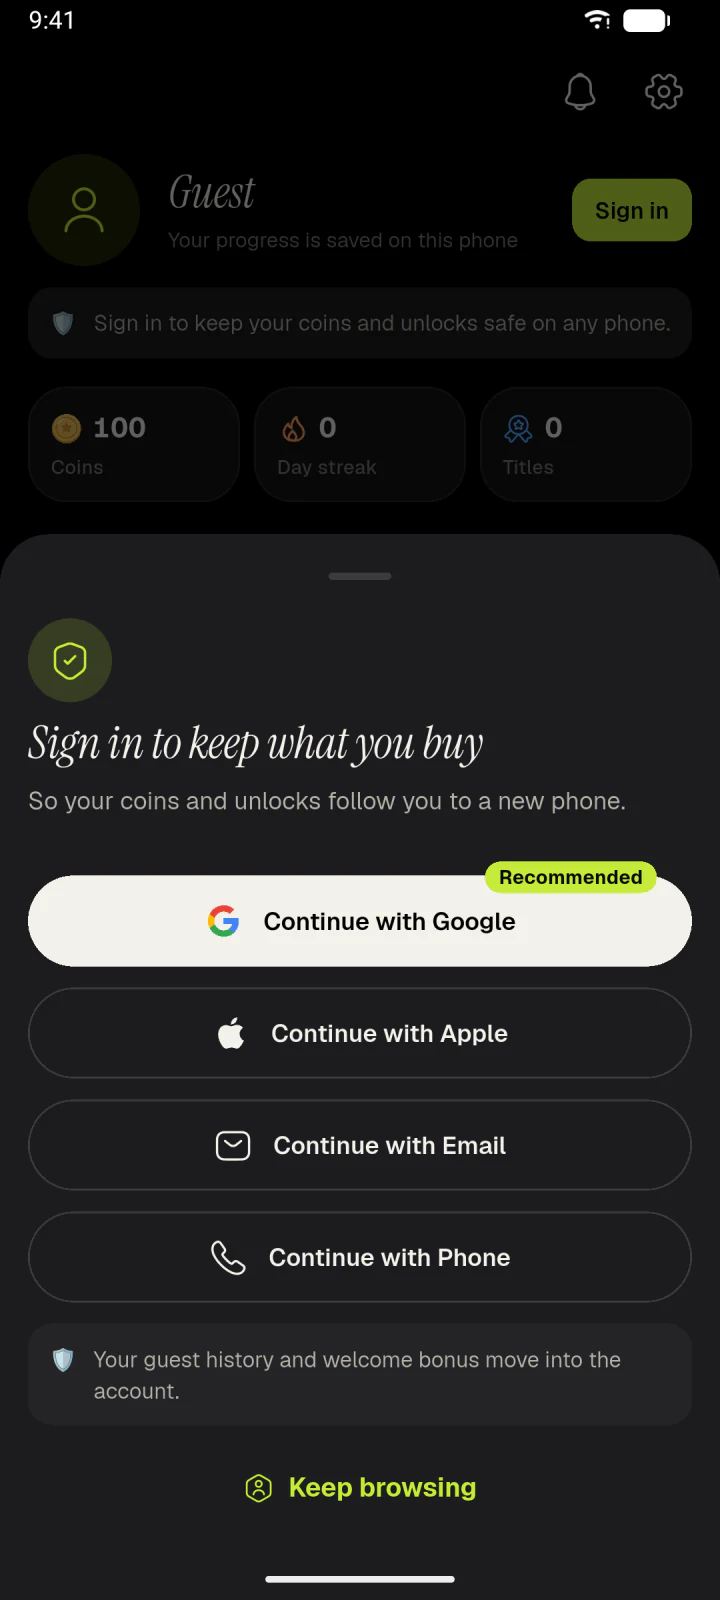 9:41
Guest
Your progress is saved on this phone
Sign in
Sign in to keep your coins and unlocks safe on any phone.
100
Coins
0
Day streak
0
Titles
Sign in to keep what you buy
So your coins and unlocks follow you to a new phone.
Recommended
Continue with Google
Continue with Apple
Continue with Email
Continue with Phone
Your guest history and welcome bonus move into the
account.
Keep browsing